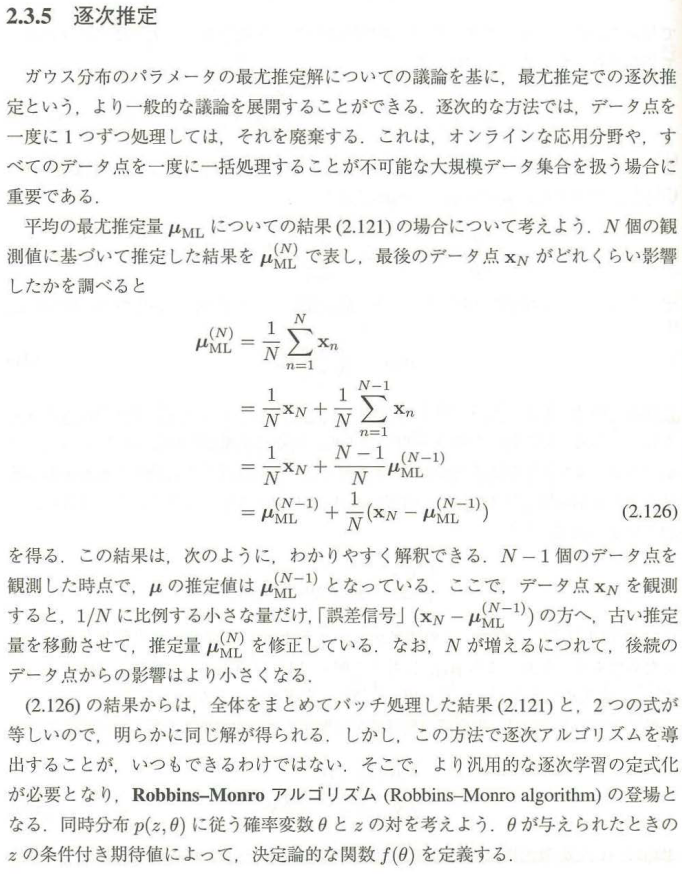 2.3.5 逐次推定
ガウス分布のパラメータの最尤推定解についての議論を基に，最尤推定での逐次推
定という，より一般的な議論を展開することができる．逐次的な方法では，データ点を
一度に 1 つずつ処理しては，それを廃棄する．これは，オンラインな応用分野や，す
べてのデータ点を一度に一括処理することが不可能な大規模データ集合を扱う場合に
重要である．
平均の最尤推定量 μ_ML についての結果 (2.121) の場合について考えよう．N 個の観
測値に基づいて推定した結果を μ_ML^(N) で表し，最後のデータ点 x_N がどれくらい影響
したかを調べると
μ_ML^(N) = 1/N ∑_{n=1}^{N} x_n
= 1/N x_N + 1/N ∑_{n=1}^{N−1} x_n
= 1/N x_N + (N−1)/N μ_ML^(N−1)
= μ_ML^(N−1) + 1/N (x_N − μ_ML^(N−1)) (2.126)
を得る．この結果は，次のように，わかりやすく解釈できる．N − 1 個のデータ点を
観測した時点で，μ の推定値は μ_ML^(N−1) となっている．ここで，データ点 x_N を観測
すると，1/N に比例する小さな量だけ，「誤差信号」(x_N − μ_ML^(N−1)) の方へ，古い推定
量を移動させて，推定量 μ_ML^(N) を修正している．なお，N が増えるにつれて，後続の
データ点からの影響はより小さくなる．
(2.126) の結果からは，全体をまとめてバッチ処理した結果 (2.121) と，2 つの式が
等しいので，明らかに同じ解が得られる．しかし，この方法で逐次アルゴリズムを導
出することが，いつもできるわけではない．そこで，より汎用的な逐次学習の定式化
が必要となり，Robbins–Monro アルゴリズム (Robbins–Monro algorithm) の登場と
なる．同時分布 p(z, θ) に従う確率変数 θ と z の対を考えよう．θ が与えられたときの
z の条件付き期待値によって，決定論的な関数 f(θ) を定義する．